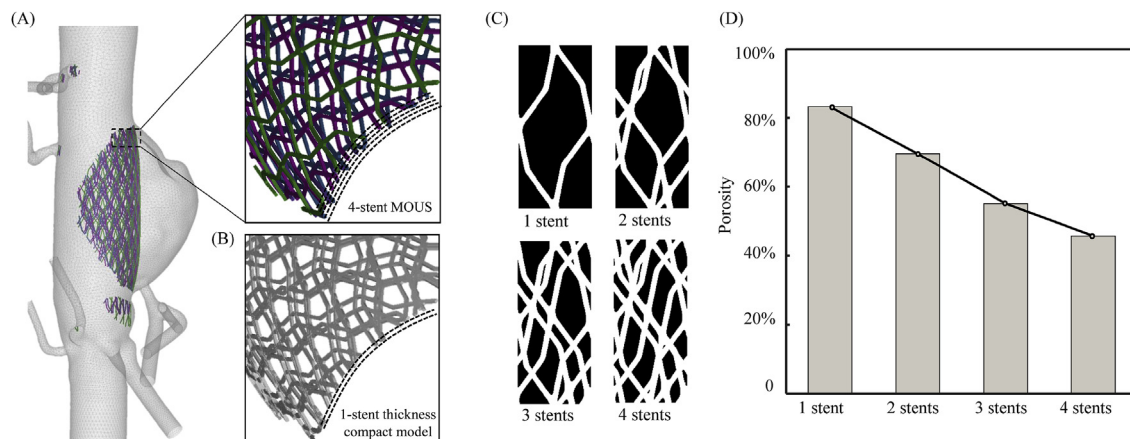 (A)
4-stent MOUS
(B)
1-stent thickness
compact model
(C)
1 stent
2 stents
3 stents
4 stents
(D)
100%
80%
60%
40%
20%
0
Porosity
1 stent
2 stents
3 stents
4 stents